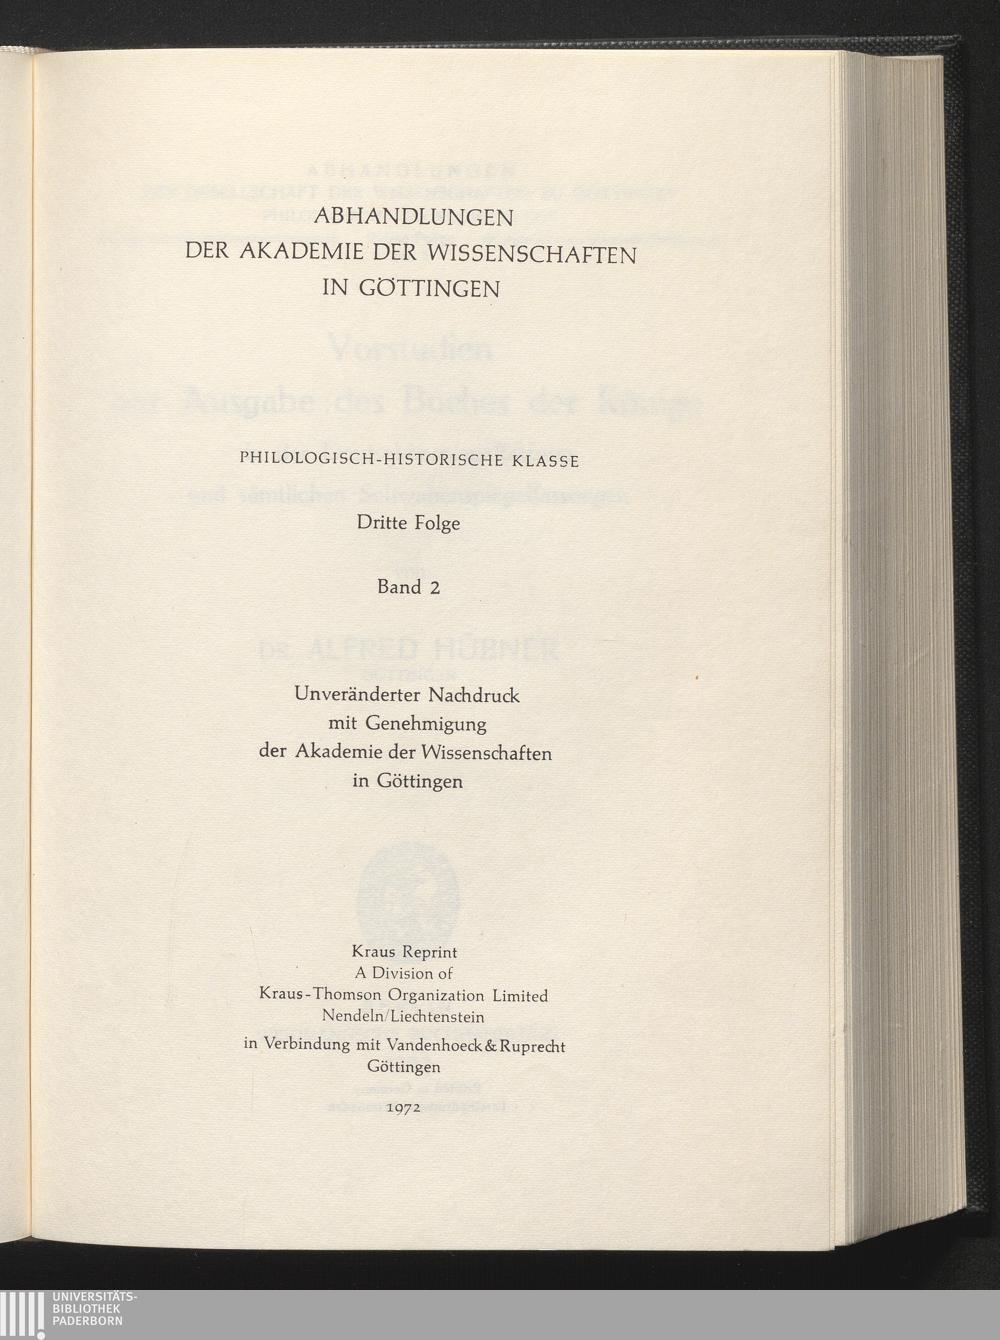 ABHANDLUNGEN
DER AKADEMIE DER WISSENSCHAFTEN
IN GÖTTINGEN
PHILOLOGISCH-HISTORISCHE KLASSE
Dritte Folge
Band 2
Unveränderter Nachdruck
mit Genehmigung
der Akademie der Wissenschaften
in Göttingen
Kraus Reprint
A Division of
Kraus-Thomson Organization Limited
Nendeln/Liechtenstein
in Verbindung mit Vandenhoeck & Ruprecht
Göttingen
1972
UNIVERSITÄTS-
BIBLIOTHEK
PADERBORN